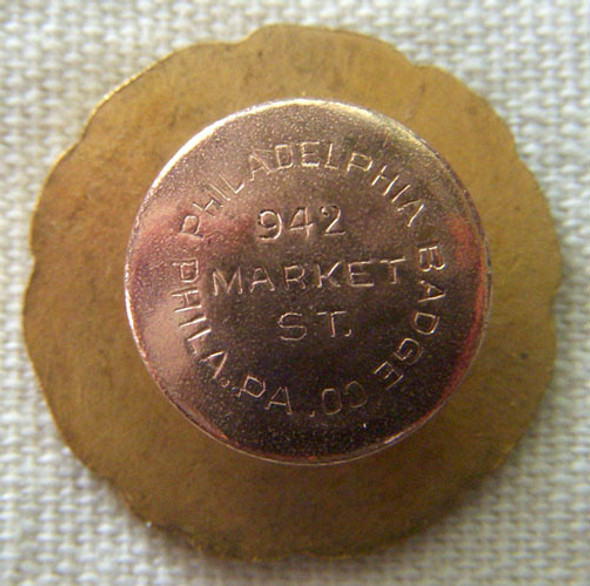 PHILADELPHIA BADGE CO.
942
MARKET
ST.
PHILA., PA.